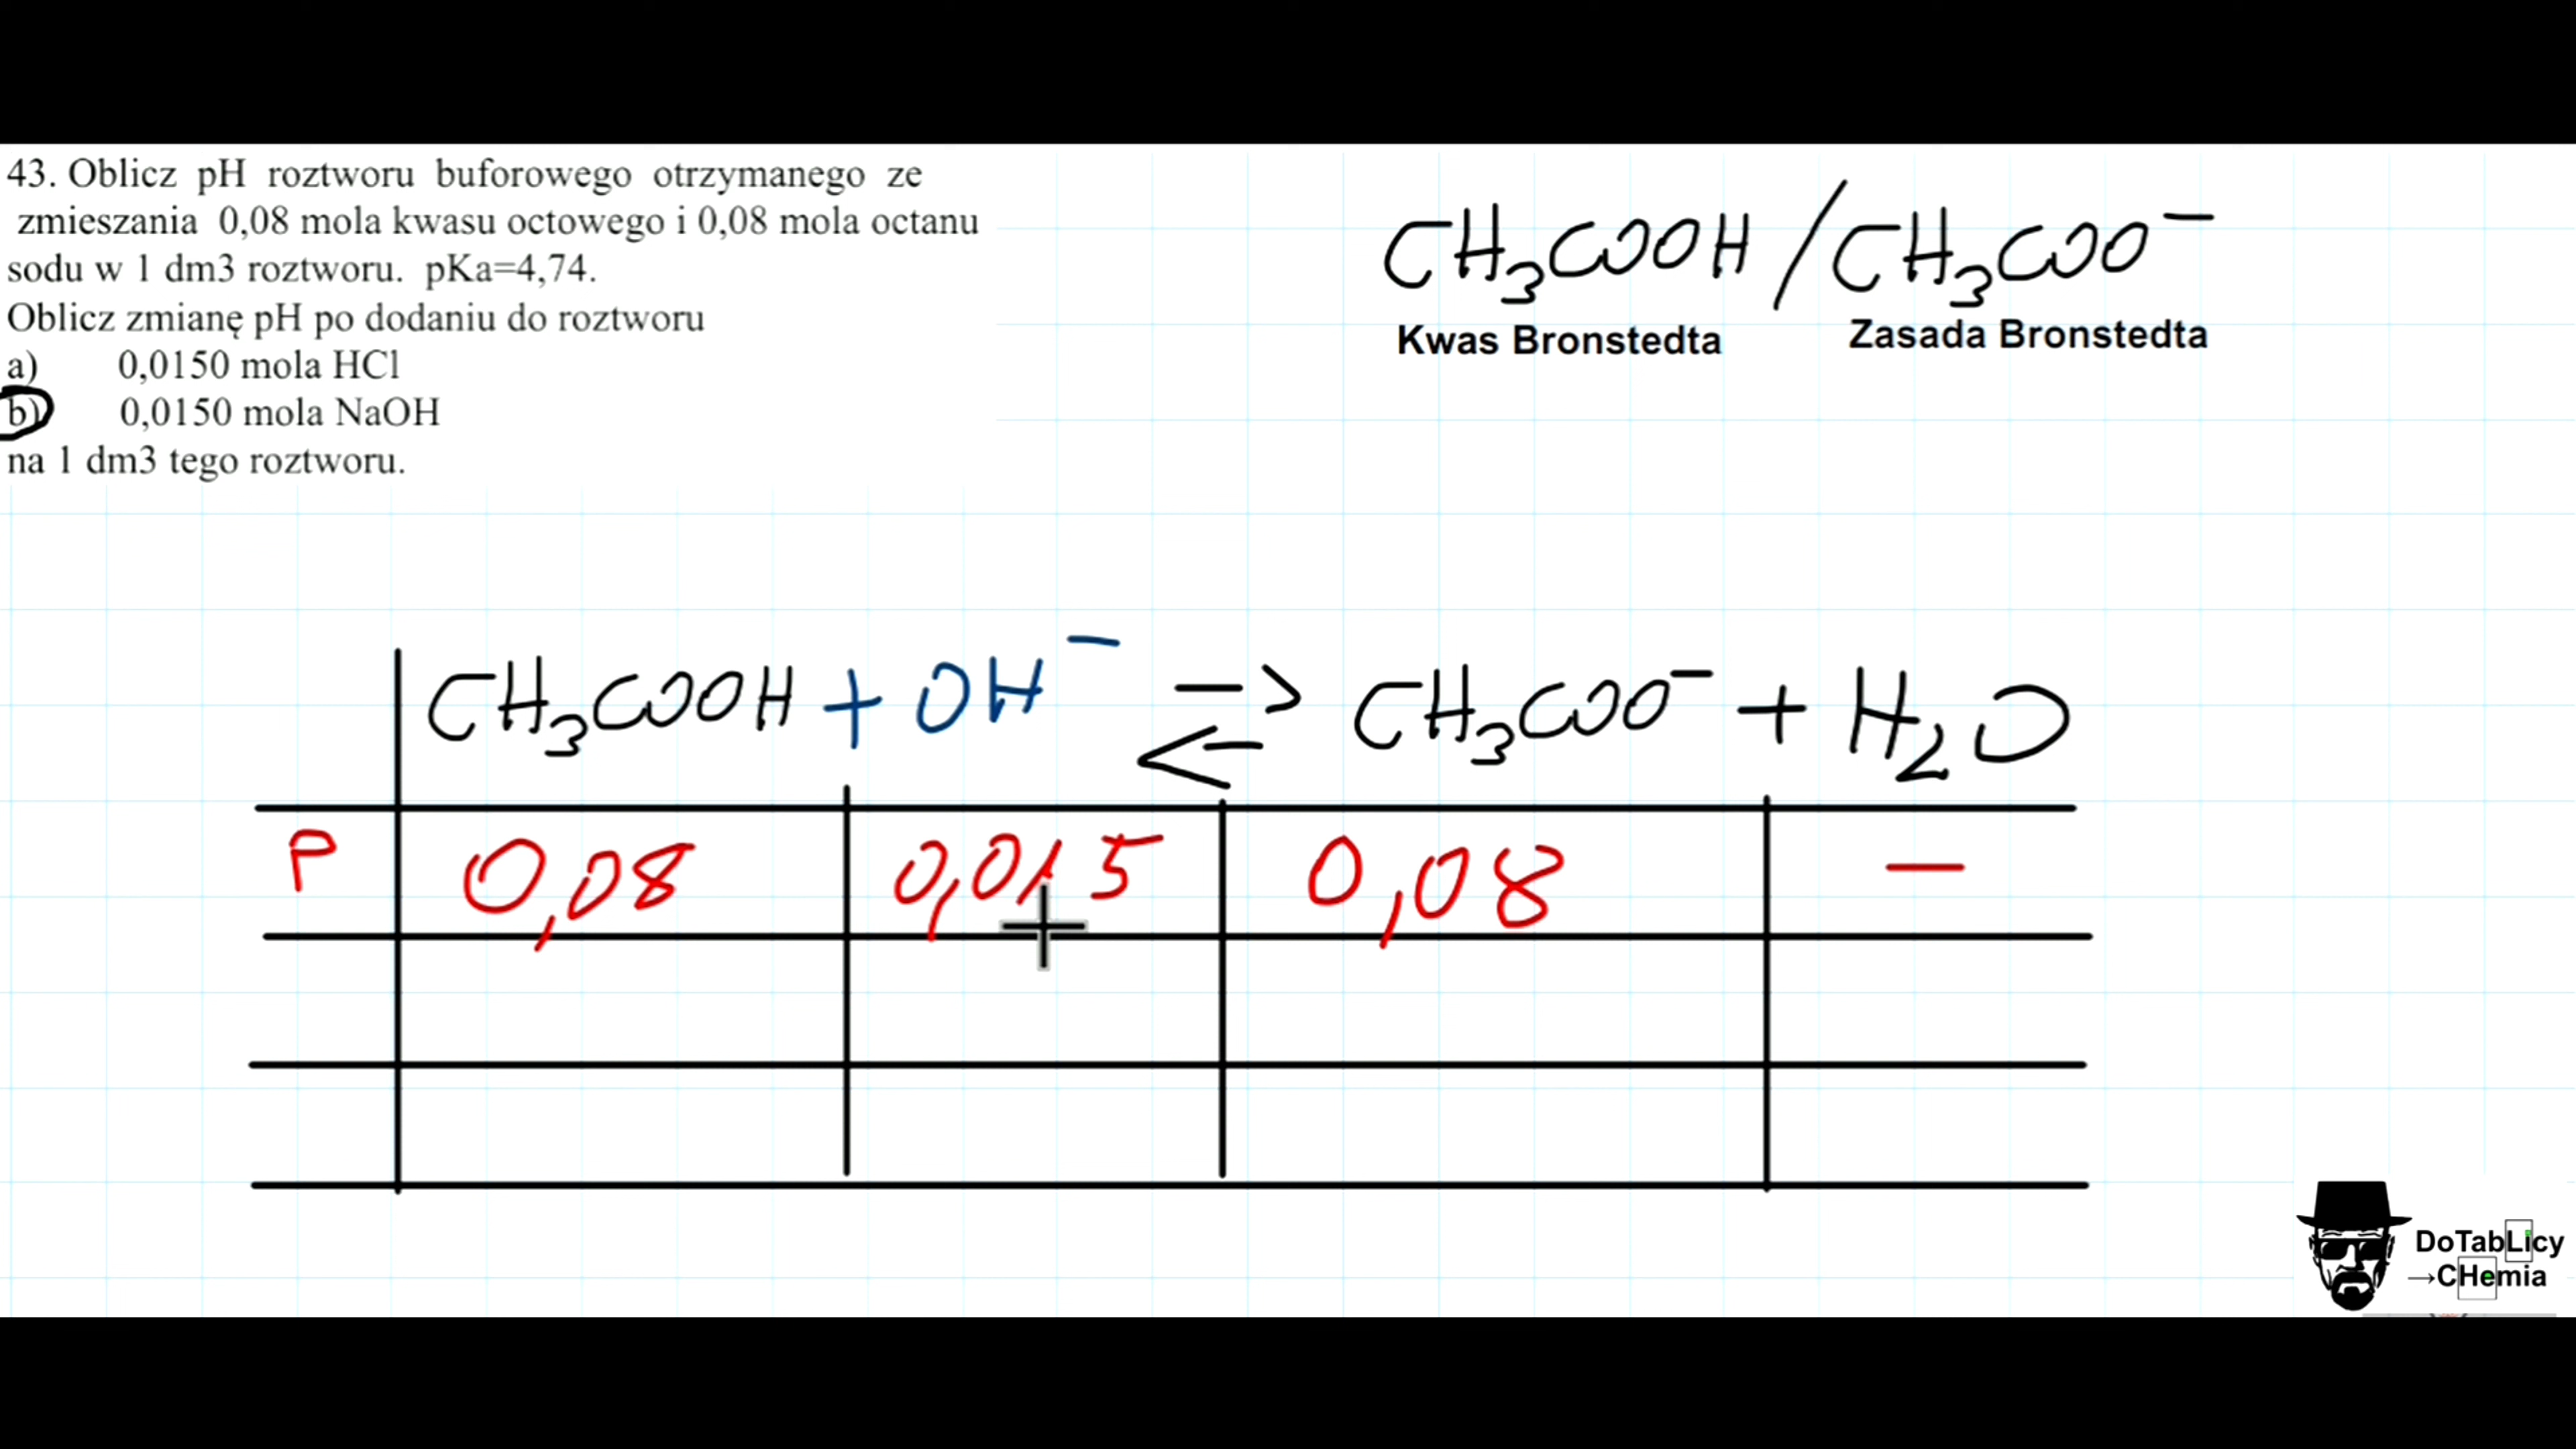 43. Oblicz pH roztworu buforowego otrzymanego ze
zmieszania 0,08 mola kwasu octowego i 0,08 mola octanu
sodu w 1 dm3 roztworu. pKa=4,74.
Oblicz zmianę pH po dodaniu do roztworu
a) 0,0150 mola HCl
b) 0,0150 mola NaOH
na 1 dm3 tego roztworu.
CH₃COOH / CH₃COO⁻
Kwas Bronstedta Zasada Bronstedta
CH₃COOH + OH⁻ -> <- CH₃COO⁻ + H₂O
P 0,08 0,015 0,08 —
DoTabLicy
→CHemia